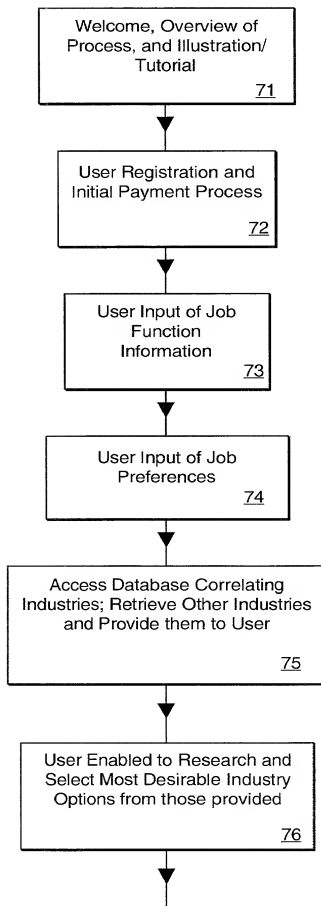 Welcome, Overview of
Process, and Illustration/
Tutorial
71
User Registration and
Initial Payment Process
72
User Input of Job
Function
Information
73
User Input of Job
Preferences
74
Access Database Correlating
Industries; Retrieve Other Industries
and Provide them to User
75
User Enabled to Research and
Select Most Desirable Industry
Options from those provided
76